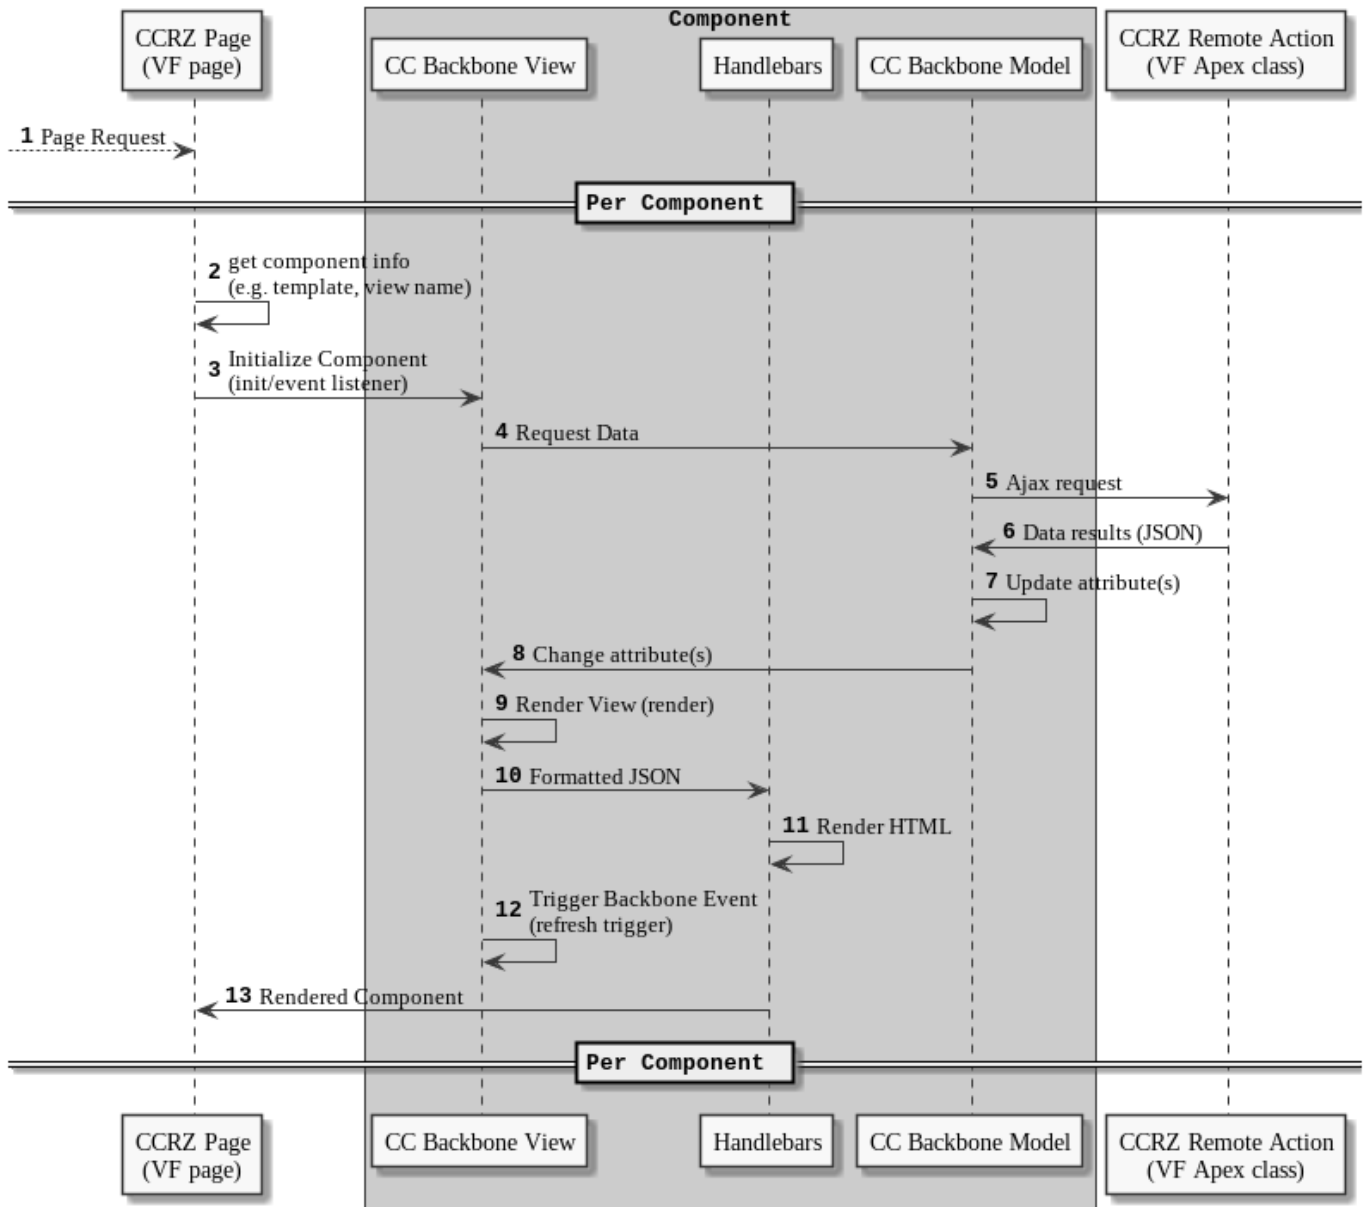 Component
CCRZ Page
(VF page)
CC Backbone View
Handlebars
CC Backbone Model
CCRZ Remote Action
(VF Apex class)
1 Page Request
Per Component
2 get component info
(e.g. template, view name)
3 Initialize Component
(init/event listener)
4 Request Data
5 Ajax request
6 Data results (JSON)
7 Update attribute(s)
8 Change attribute(s)
9 Render View (render)
10 Formatted JSON
11 Render HTML
12 Trigger Backbone Event
(refresh trigger)
13 Rendered Component
Per Component
CCRZ Page
(VF page)
CC Backbone View
Handlebars
CC Backbone Model
CCRZ Remote Action
(VF Apex class)